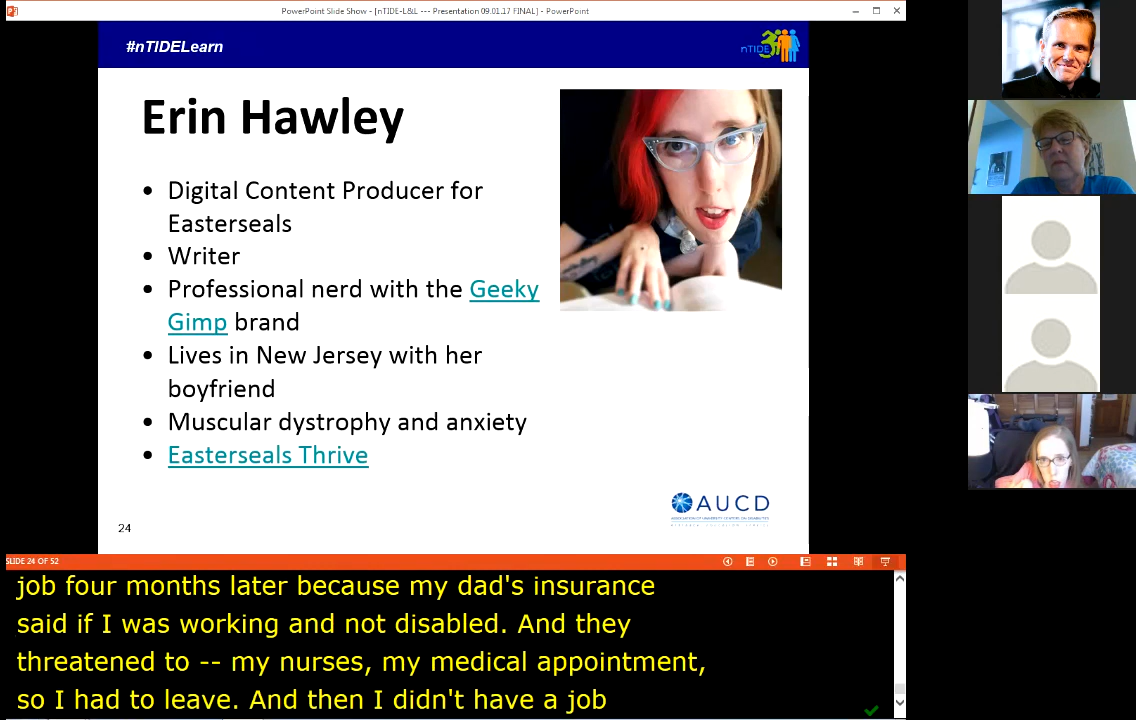 PowerPoint Slide Show - [nTIDE-L&L --- Presentation 09.01.17 FINAL] - PowerPoint
#nTIDELearn
nTIDE
Erin Hawley
• Digital Content Producer for
Easterseals
• Writer
• Professional nerd with the Geeky
Gimp brand
• Lives in New Jersey with her
boyfriend
• Muscular dystrophy and anxiety
• Easterseals Thrive
AUCD
24
SLIDE 24 OF 52
job four months later because my dad's insurance
said if I was working and not disabled. And they
threatened to -- my nurses, my medical appointment,
so I had to leave. And then I didn't have a job